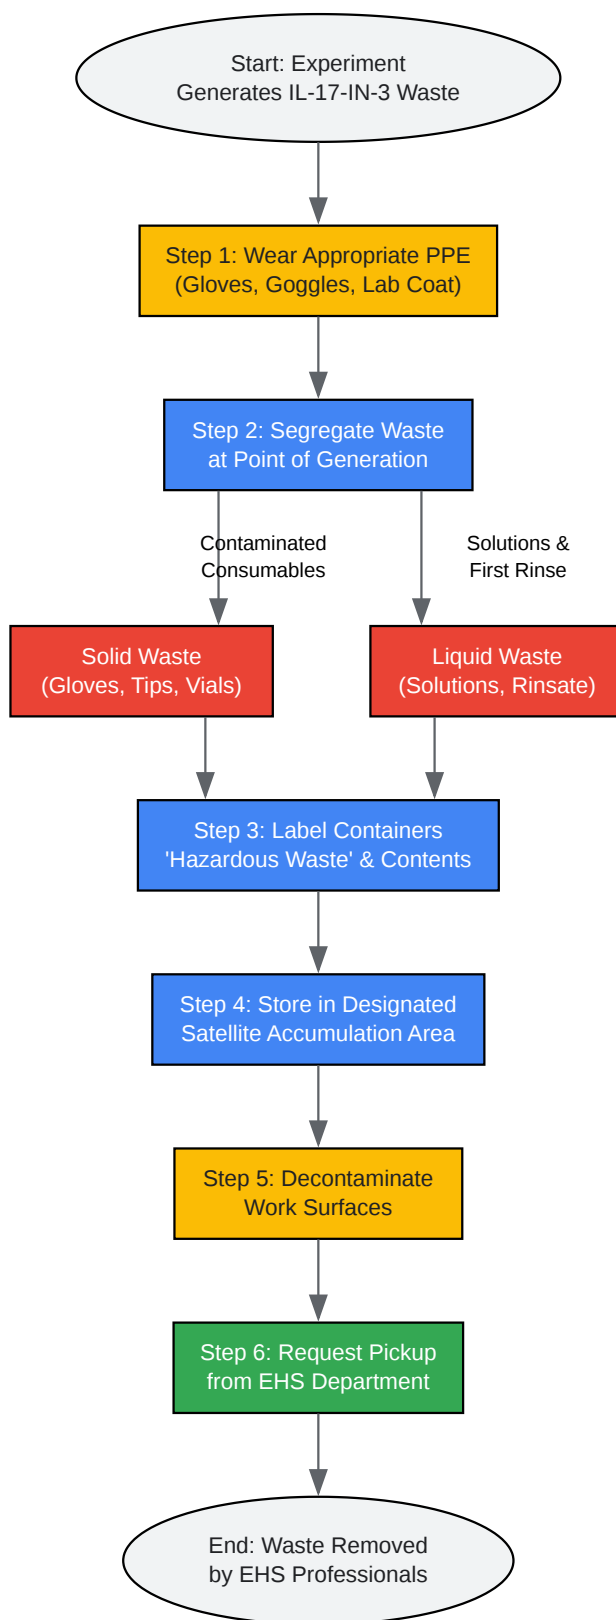 Start: Experiment
Generates IL-17-IN-3 Waste
Step 1: Wear Appropriate PPE
(Gloves, Goggles, Lab Coat)
Step 2: Segregate Waste
at Point of Generation
Contaminated
Consumables
Solutions &
First Rinse
Solid Waste
(Gloves, Tips, Vials)
Liquid Waste
(Solutions, Rinsate)
Step 3: Label Containers
'Hazardous Waste' & Contents
Step 4: Store in Designated
Satellite Accumulation Area
Step 5: Decontaminate
Work Surfaces
Step 6: Request Pickup
from EHS Department
End: Waste Removed
by EHS Professionals